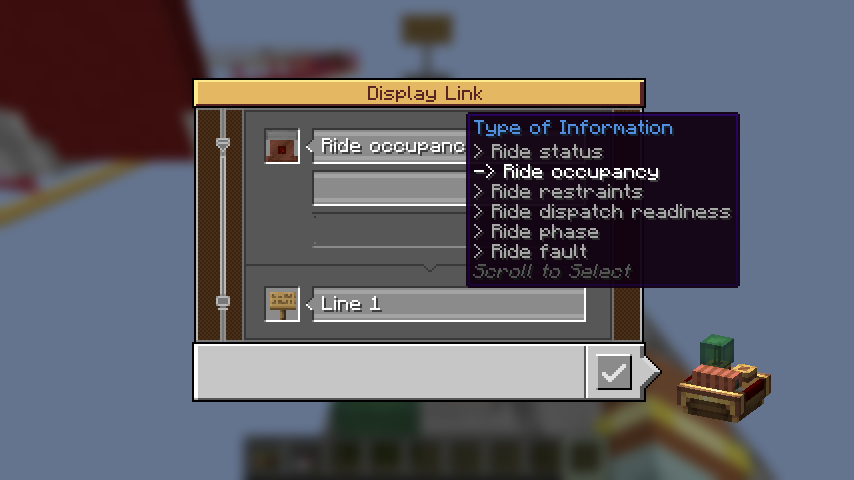 Display Link
Ride occupanc
Type of Information
> Ride status
-> Ride occupancy
> Ride restraints
> Ride dispatch readiness
> Ride phase
> Ride fault
Scroll to Select
Line 1